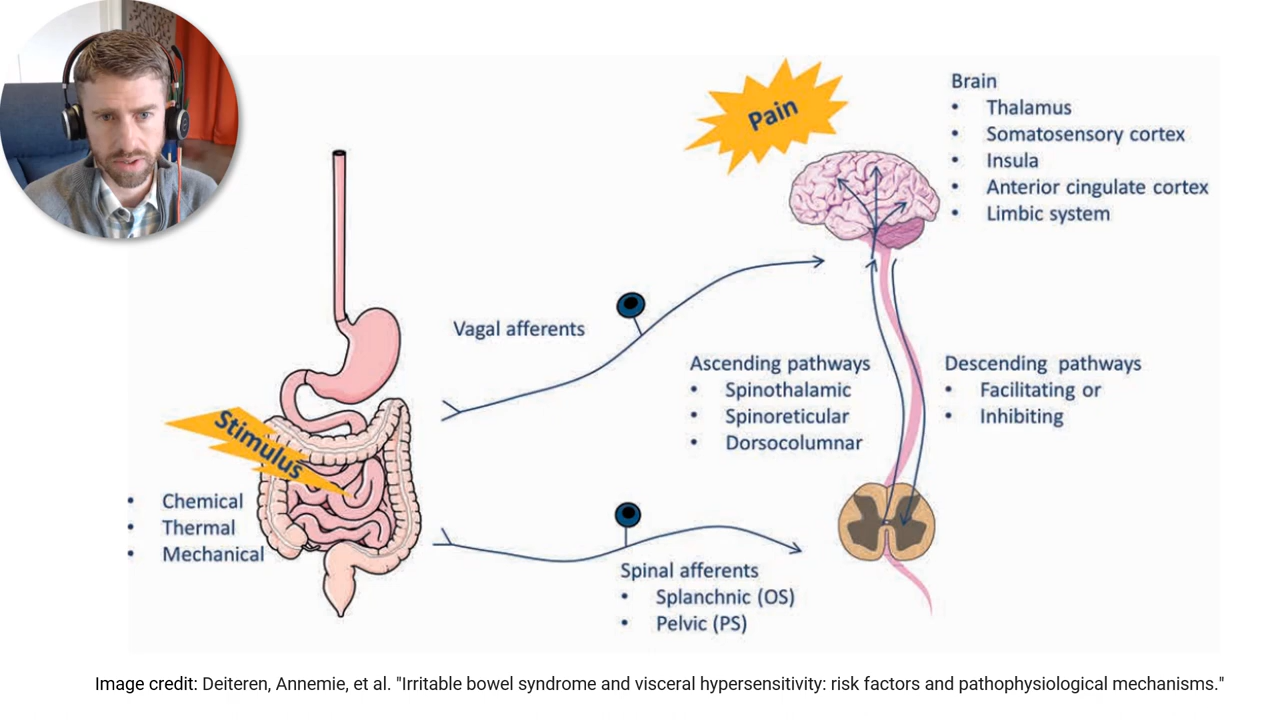 Pain
Brain
• Thalamus
• Somatosensory cortex
• Insula
• Anterior cingulate cortex
• Limbic system
Vagal afferents
Ascending pathways
• Spinothalamic
• Spinoreticular
• Dorsocolumnar
Descending pathways
• Facilitating or
• Inhibiting
Stimulus
• Chemical
• Thermal
• Mechanical
Spinal afferents
• Splanchnic (OS)
• Pelvic (PS)
Image credit: Deiteren, Annemie, et al. "Irritable bowel syndrome and visceral hypersensitivity: risk factors and pathophysiological mechanisms."